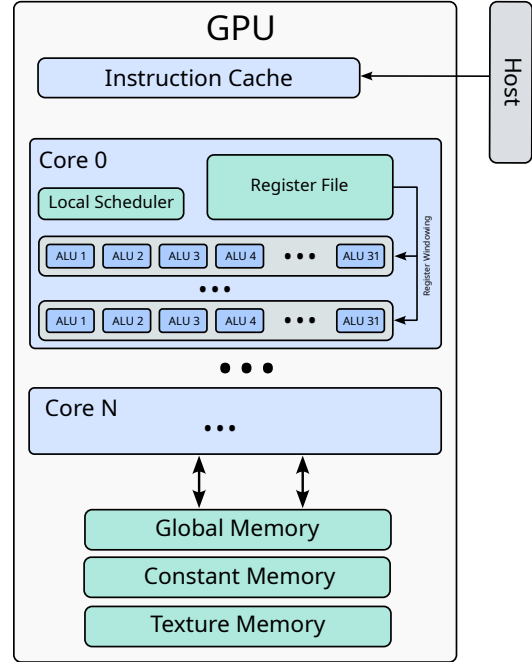 GPU
Host
Instruction Cache
Core 0
Register File
Local Scheduler
Register Windowing
ALU 1 ALU 2 ALU 3 ALU 4 ••• ALU 31
•••
ALU 1 ALU 2 ALU 3 ALU 4 ••• ALU 31
•••
Core N
•••
Global Memory
Constant Memory
Texture Memory